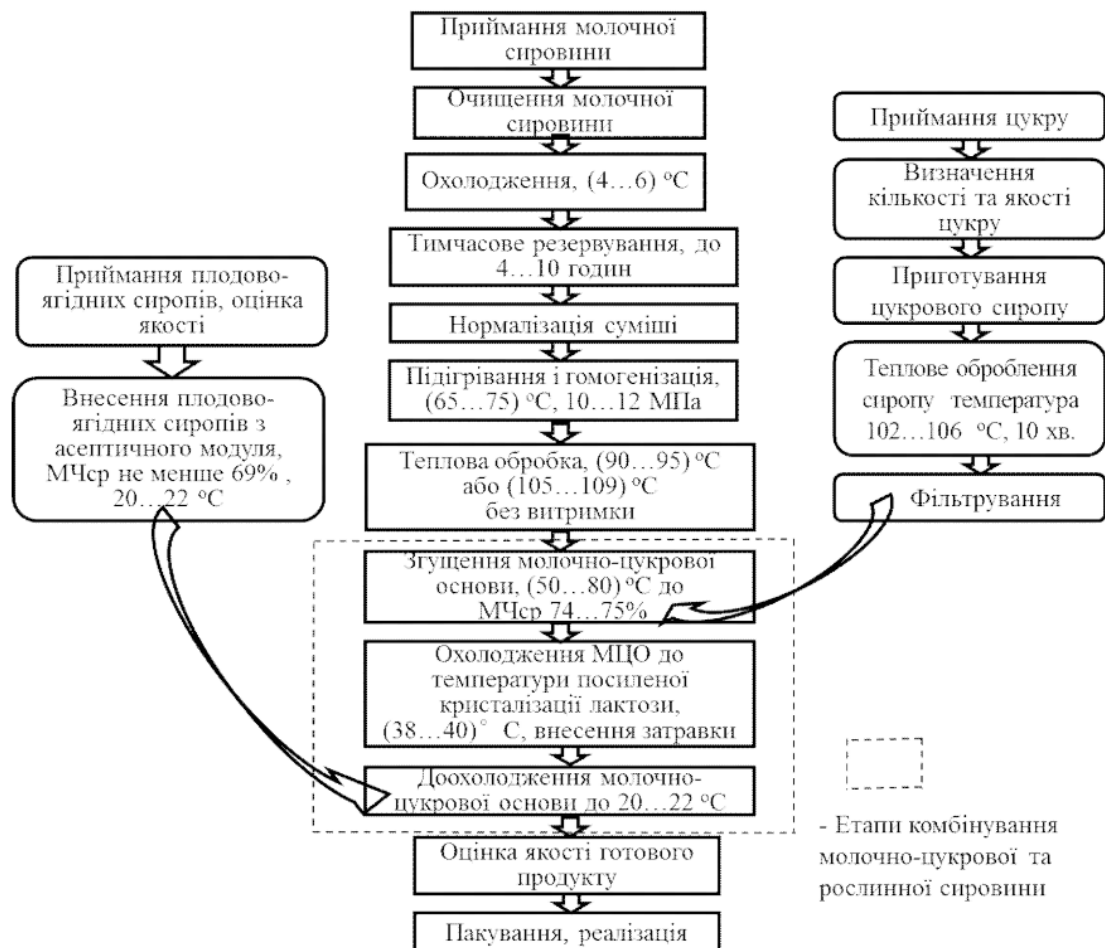 Приймання молочної
сировини
Очищення молочної
сировини
Охолодження, (4…6) °С
Тимчасове резервування, до
4…10 годин
Нормалізація суміші
Підігрівання і гомогенізація,
(65…75) °С, 10…12 МПа
Теплова обробка, (90…95) °С
або (105…109) °С
без витримки
Згущення молочно-цукрової
основи, (50…80) °С до
МЧср 74…75%
Охолодження МЦО до
температури посиленої
кристалізації лактози,
(38…40)° С, внесення затравки
Доохолодження молочно-
цукрової основи до 20…22 °С
Оцінка якості готового
продукту
Пакування, реалізація
Приймання плодово-
ягідних сиропів, оцінка
якості
Внесення плодово-
ягідних сиропів з
асептичного модуля,
МЧср не менше 69% ,
20…22 °С
Приймання цукру
Визначення
кількості та якості
цукру
Приготування
цукрового сиропу
Теплове оброблення
сиропу температура
102…106 °С, 10 хв.
Фільтрування
- Етапи комбінування
молочно-цукрової та
рослинної сировини